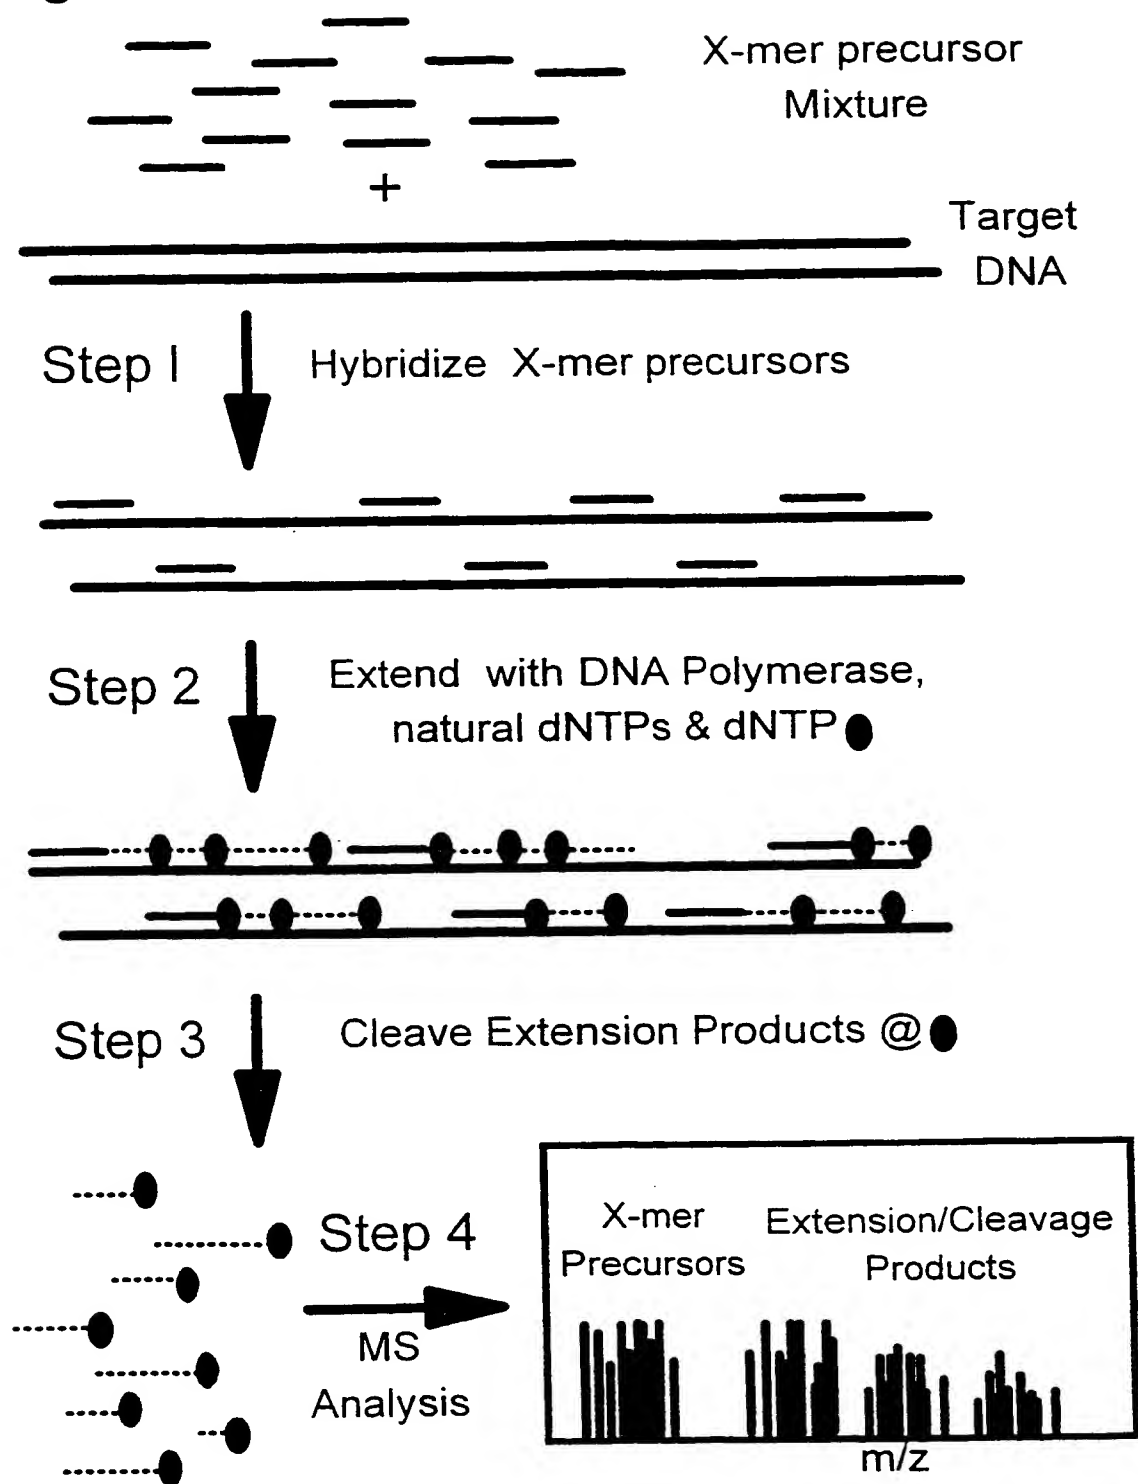 X-mer precursor
Mixture
+
Target
DNA
Step I
Hybridize X-mer precursors
Step 2
Extend with DNA Polymerase,
natural dNTPs & dNTP
Step 3
Cleave Extension Products @
Step 4
MS
Analysis
X-mer
Precursors
Extension/Cleavage
Products
m/z